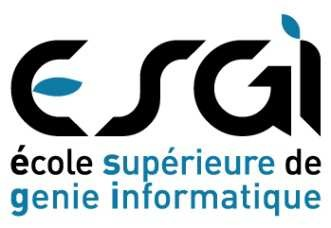 ESGI
école supérieure de
genie informatique